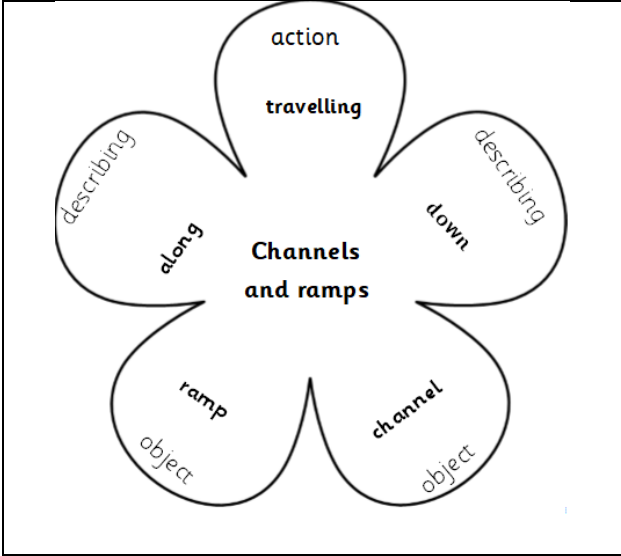 action
travelling
describing
along
describing
down
Channels
and ramps
ramp
object
channel
object